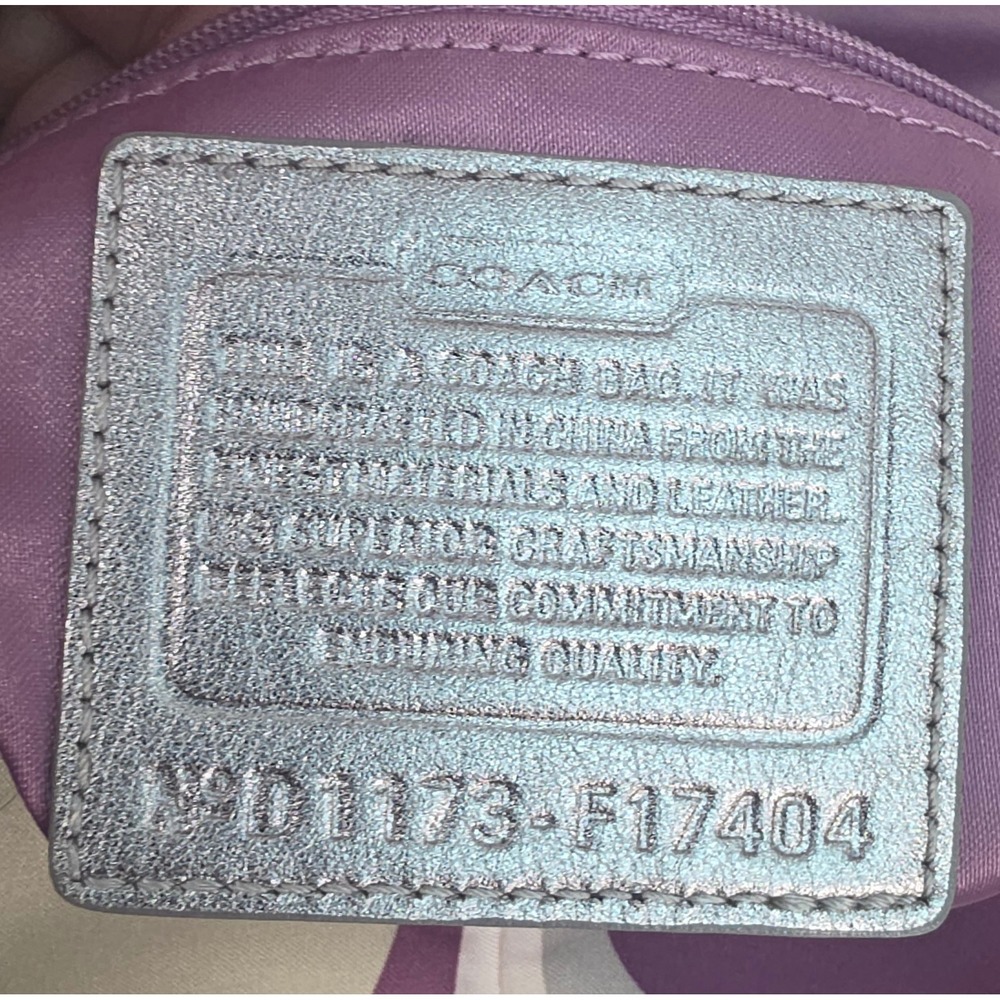 COACH
THIS IS A COACH BAG. IT WAS
HANDCRAFTED IN CHINA FROM THE
FINEST MATERIALS AND LEATHER.
ITS SUPERIOR CRAFTSMANSHIP
REFLECTS OUR COMMITMENT TO
ENDURING QUALITY.
NºD1173-F17404